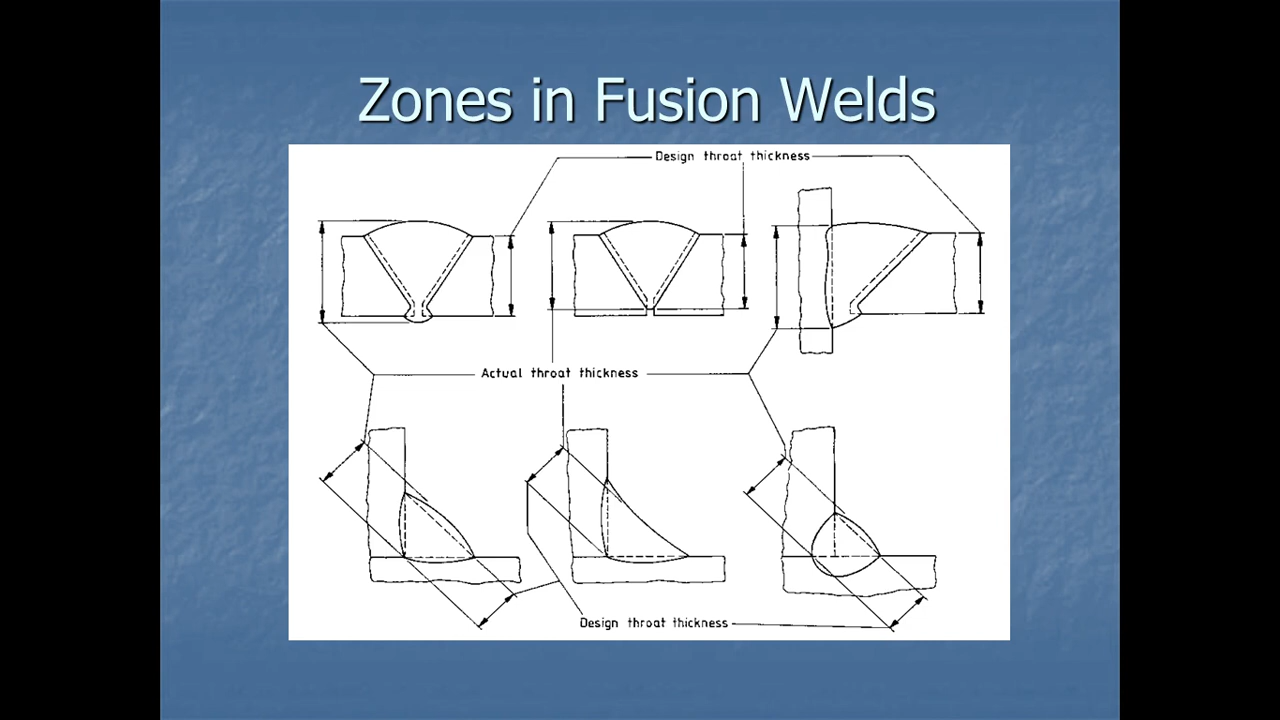 Zones in Fusion Welds
Design throat thickness
Actual throat thickness
Design throat thickness